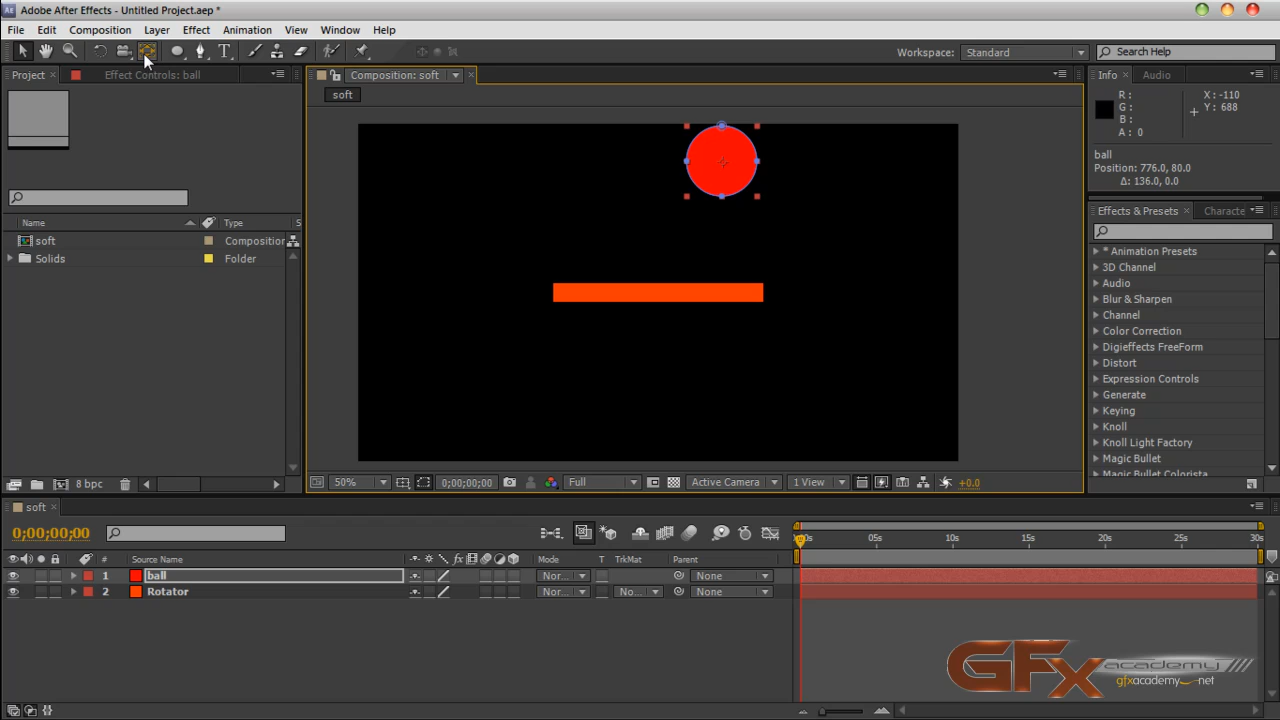 Adobe After Effects - Untitled Project.aep *
File Edit Composition Layer Effect Animation View Window Help
Workspace: Standard Search Help
Project Effect Controls: ball
Composition: soft
Info Audio
soft
R :
G :
B :
A : 0
X: -110
Y: 688
ball
Position: 776.0, 80.0
Δ: 136.0, 0.0
Effects & Presets Characte
Name Type S
soft Composition
Solids Folder
* Animation Presets
3D Channel
Audio
Blur & Sharpen
Channel
Color Correction
Digieffects FreeForm
Distort
Expression Controls
Generate
Keying
Knoll
Knoll Light Factory
Magic Bullet
Magic Bullet Colorista
8 bpc
50% 0;00;00;00 Full Active Camera 1 View +0.0
soft
0;00;00;00
05s 10s 15s 20s 25s 30s
# Source Name Mode T TrkMat Parent
1 ball Nor... None
2 Rotator Nor... No... None
GFx academy
gfxacademy.net